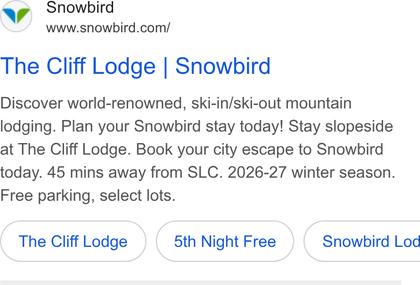 Snowbird
www.snowbird.com/
The Cliff Lodge | Snowbird
Discover world-renowned, ski-in/ski-out mountain
lodging. Plan your Snowbird stay today! Stay slopeside
at The Cliff Lodge. Book your city escape to Snowbird
today. 45 mins away from SLC. 2026-27 winter season.
Free parking, select lots.
The Cliff Lodge
5th Night Free
Snowbird Lod